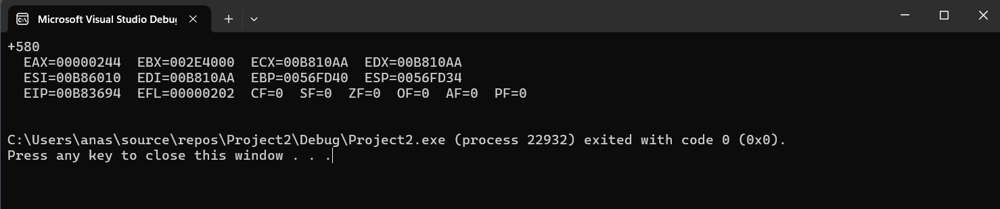 Microsoft Visual Studio Debug
+580
EAX=00000244 EBX=002E4000 ECX=00B810AA EDX=00B810AA
ESI=00B86010 EDI=00B810AA EBP=0056FD40 ESP=0056FD34
EIP=00B83694 EFL=00000202 CF=0 SF=0 ZF=0 OF=0 AF=0 PF=0
C:\Users\anas\source\repos\Project2\Debug\Project2.exe (process 22932) exited with code 0 (0x0).
Press any key to close this window . . .